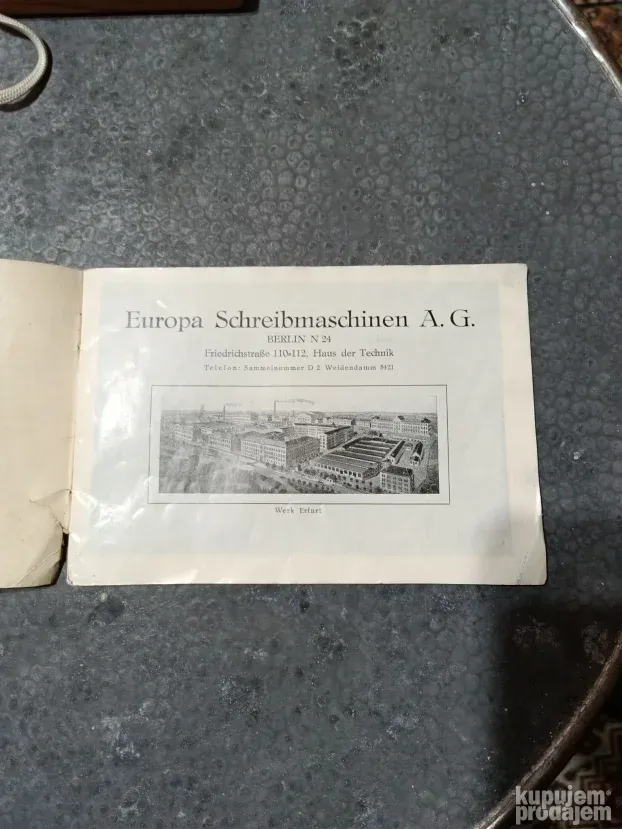 Europa Schreibmaschinen A. G.
BERLIN N 24
Friedrichstraße 110-112, Haus der Technik
Telefon: Sammelnummer D 2 Weidendamm 8421
Werk Erfurt
kupujem
prodajem